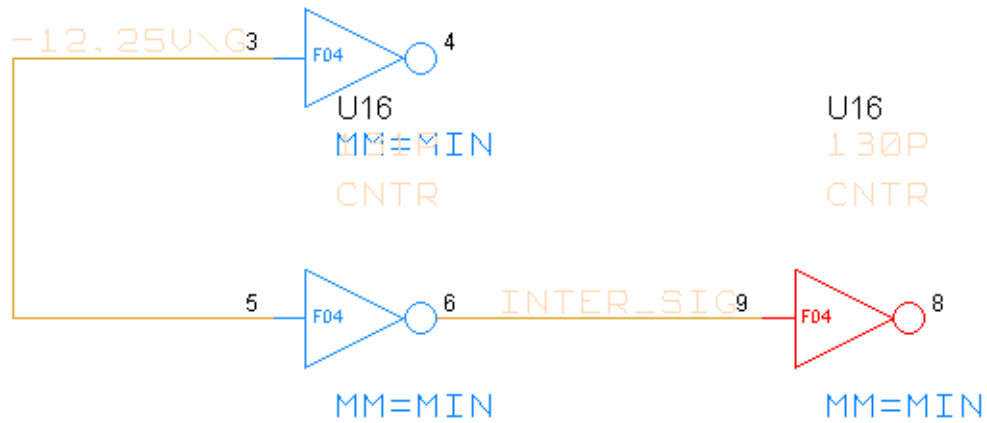 -12.25V\G 3 F04 4
U16 U16
MM=MIN 130P
CNTR CNTR
5 F04 6 INTER_SIG 9 F04 8
MM=MIN MM=MIN